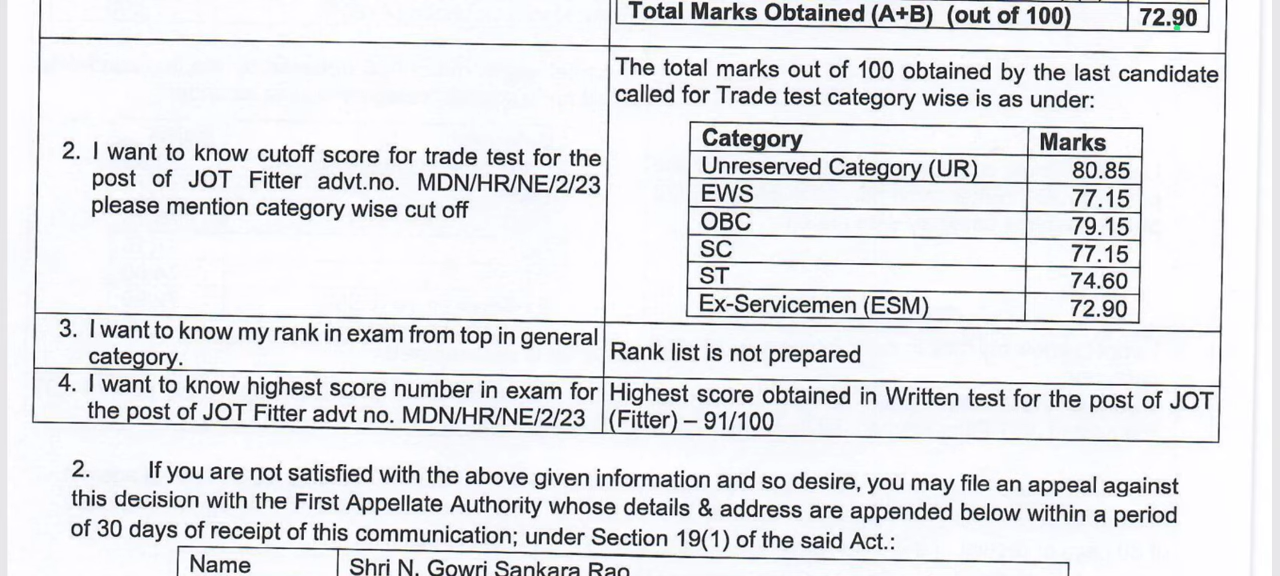 Total Marks Obtained (A+B) (out of 100) 72.90
The total marks out of 100 obtained by the last candidate
called for Trade test category wise is as under:
2. I want to know cutoff score for trade test for the
post of JOT Fitter advt.no. MDN/HR/NE/2/23
please mention category wise cut off
Category Marks
Unreserved Category (UR) 80.85
EWS 77.15
OBC 79.15
SC 77.15
ST 74.60
Ex-Servicemen (ESM) 72.90
3. I want to know my rank in exam from top in general
category.
Rank list is not prepared
4. I want to know highest score number in exam for
the post of JOT Fitter advt no. MDN/HR/NE/2/23
Highest score obtained in Written test for the post of JOT
(Fitter) – 91/100
2. If you are not satisfied with the above given information and so desire, you may file an appeal against
this decision with the First Appellate Authority whose details & address are appended below within a period
of 30 days of receipt of this communication; under Section 19(1) of the said Act.:
Name Shri N. Gowri Sankara Rao